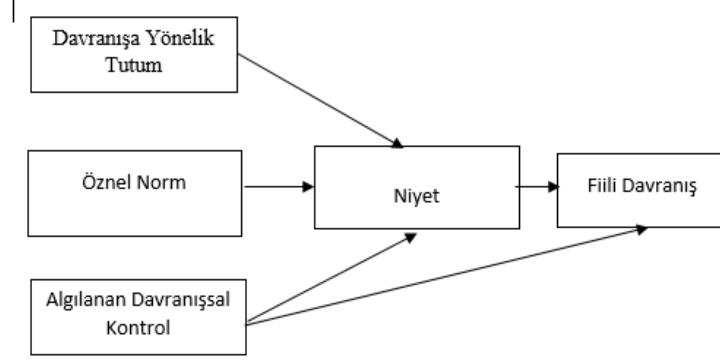 Davranışa Yönelik
Tutum
Öznel Norm
Niyet
Fiili Davranış
Algılanan Davranışsal
Kontrol